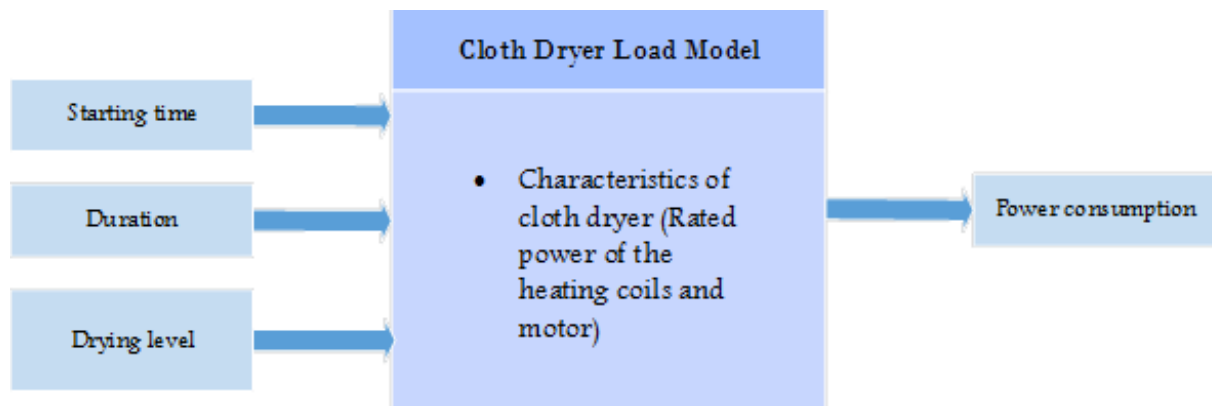 Cloth Dryer Load Model
Starting time
Duration
Drying level
• Characteristics of
cloth dryer (Rated
power of the
heating coils and
motor)
Power consumption